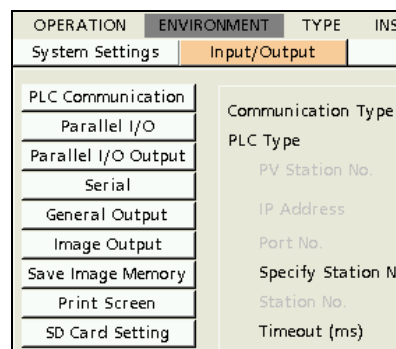 OPERATION ENVIRONMENT TYPE
System Settings Input/Output
PLC Communication
Parallel I/O
Parallel I/O Output
Serial
General Output
Image Output
Save Image Memory
Print Screen
SD Card Setting
Communication Type
PLC Type
PV Station No.
IP Address
Port No.
Specify Station N
Station No.
Timeout (ms)